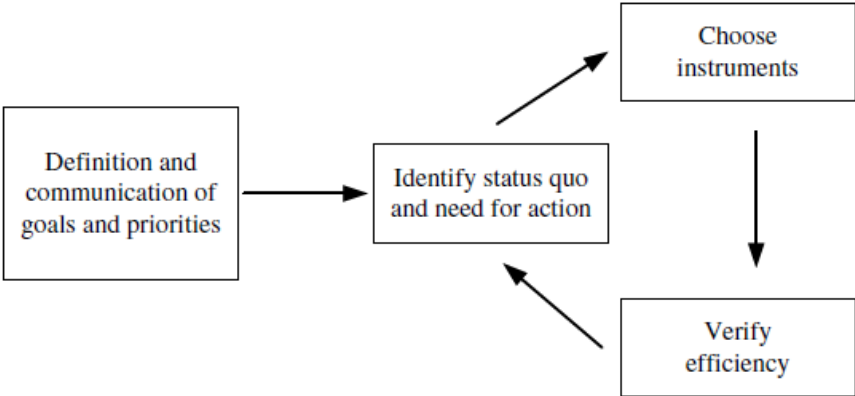 Definition and
communication of
goals and priorities
Identify status quo
and need for action
Choose
instruments
Verify
efficiency